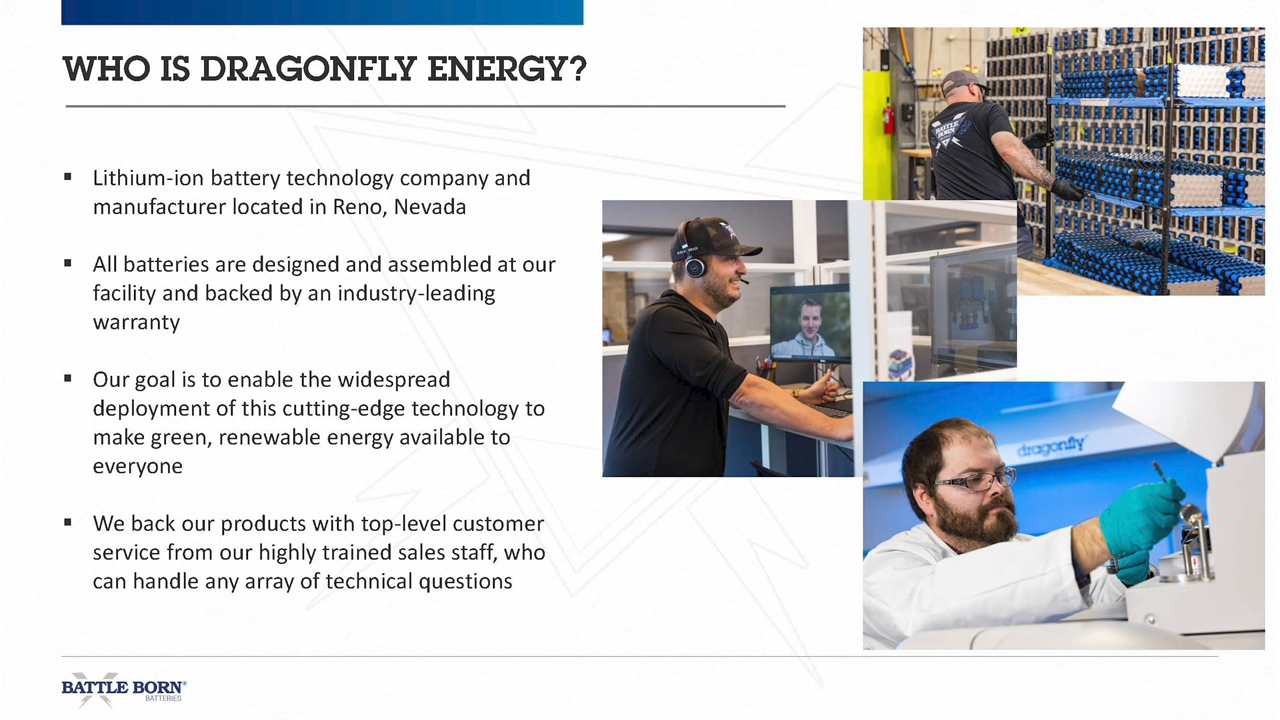 WHO IS DRAGONFLY ENERGY?
▪ Lithium-ion battery technology company and
manufacturer located in Reno, Nevada
▪ All batteries are designed and assembled at our
facility and backed by an industry-leading
warranty
▪ Our goal is to enable the widespread
deployment of this cutting-edge technology to
make green, renewable energy available to
everyone
▪ We back our products with top-level customer
service from our highly trained sales staff, who
can handle any array of technical questions
BATTLE
BORN
dragonfly
BATTLE BORN®
BATTERIES